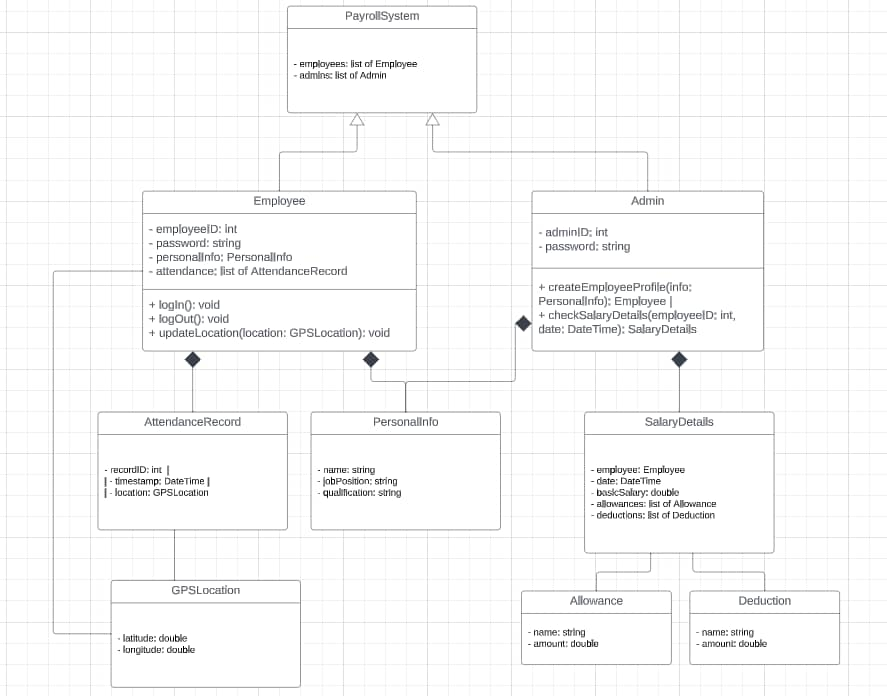 PayrollSystem
- employees: list of Employee
- admins: list of Admin
Employee
- employeeID: int
- password: string
- personalInfo: PersonalInfo
- attendance: list of AttendanceRecord
+ logIn(): void
+ logOut(): void
+ updateLocation(location: GPSLocation): void
Admin
- adminID: int
- password: string
+ createEmployeeProfile(info:
PersonalInfo): Employee |
+ checkSalaryDetails(employeeID: int,
date: DateTime): SalaryDetails
AttendanceRecord
- recordID: int |
| - timestamp: DateTime |
| - location: GPSLocation
PersonalInfo
- name: string
- jobPosition: string
- qualification: string
SalaryDetails
- employee: Employee
- date: DateTime
- basicSalary: double
- allowances: list of Allowance
- deductions: list of Deduction
GPSLocation
- latitude: double
- longitude: double
Allowance
- name: string
- amount: double
Deduction
- name: string
- amount: double